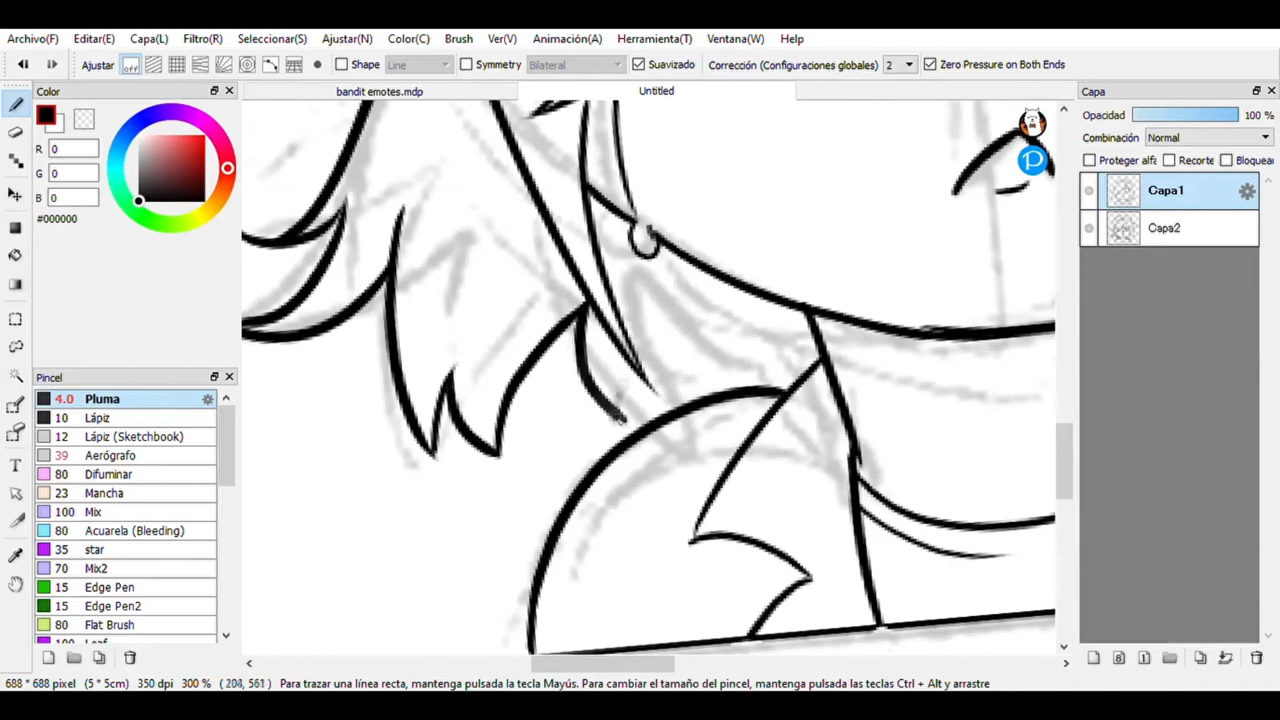 Archivo(F) Editar(E) Capa(L) Filtro(R) Seleccionar(S) Ajustar(N) Color(C) Brush Ver(V) Animación(A) Herramienta(T) Ventana(W) Help
Ajustar off Shape Line Symmetry Bilateral Suavizado Corrección (Configuraciones globales) 2 Zero Pressure on Both Ends
Color bandit emotes.mdp Untitled Capa
R 0
G 0
B 0
#000000
Opacidad 100 %
Combinación Normal
Proteger alfa Recorte Bloquear
Capa1
Capa2
Pincel
4.0 Pluma
10 Lápiz
12 Lápiz (Sketchbook)
39 Aerógrafo
80 Difuminar
23 Mancha
100 Mix
80 Acuarela (Bleeding)
35 star
70 Mix2
15 Edge Pen
15 Edge Pen2
80 Flat Brush
100 Leaf
688 * 688 pixel (5 * 5cm) 350 dpi 300 % (208, 561) Para trazar una línea recta, mantenga pulsada la tecla Mayús. Para cambiar el tamaño del pincel, mantenga pulsadas las teclas Ctrl + Alt y arrastre